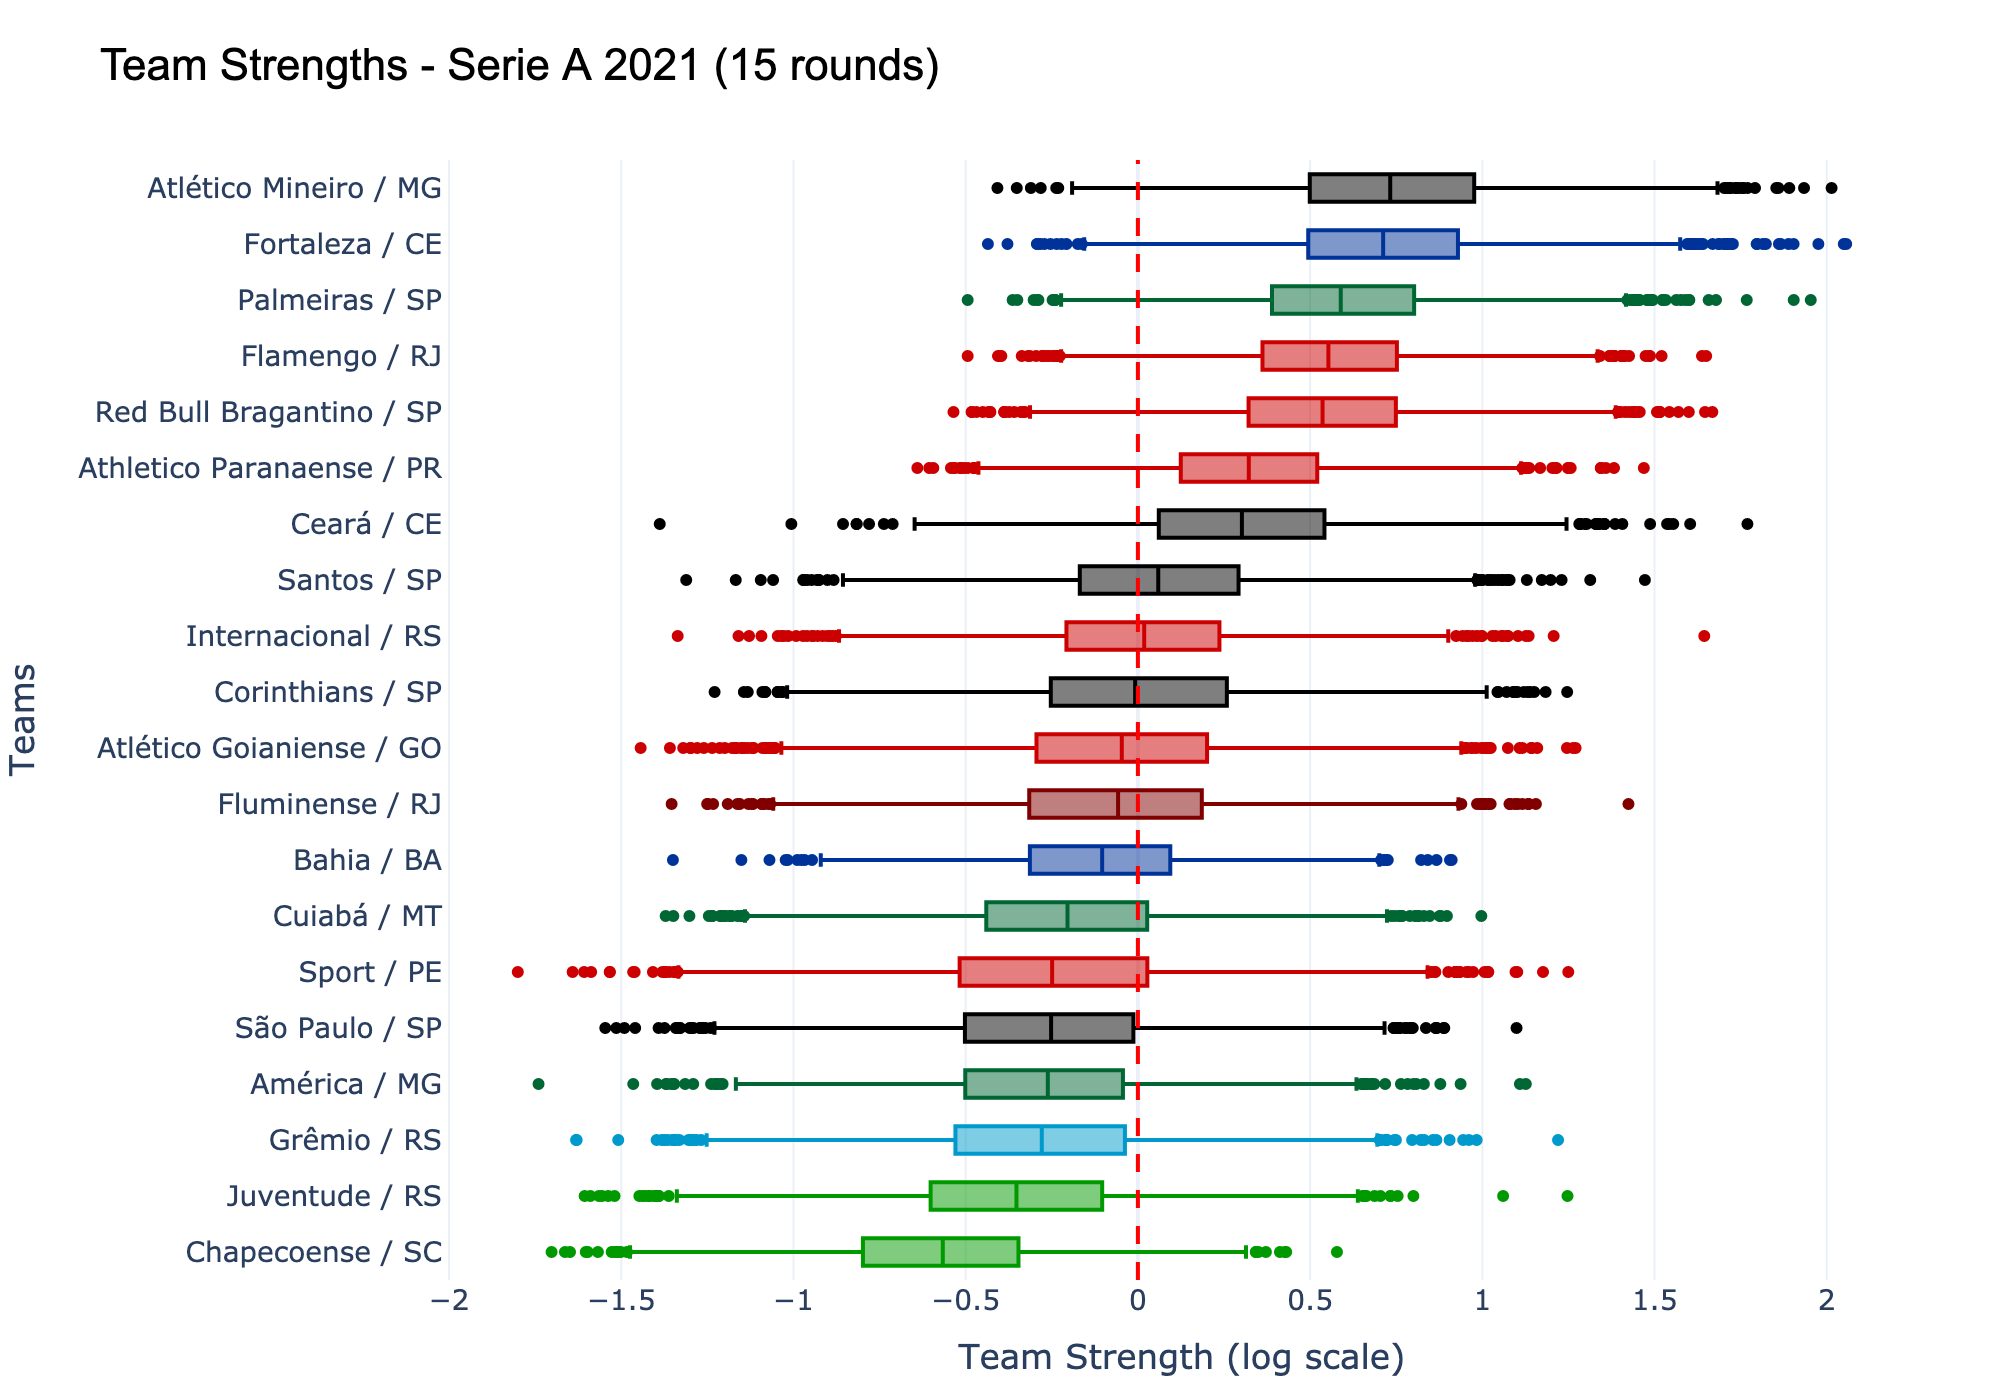 Team Strengths - Serie A 2021 (15 rounds)
Teams
Atlético Mineiro / MG
Fortaleza / CE
Palmeiras / SP
Flamengo / RJ
Red Bull Bragantino / SP
Athletico Paranaense / PR
Ceará / CE
Santos / SP
Internacional / RS
Corinthians / SP
Atlético Goianiense / GO
Fluminense / RJ
Bahia / BA
Cuiabá / MT
Sport / PE
São Paulo / SP
América / MG
Grêmio / RS
Juventude / RS
Chapecoense / SC
−2 −1.5 −1 −0.5 0 0.5 1 1.5 2
Team Strength (log scale)